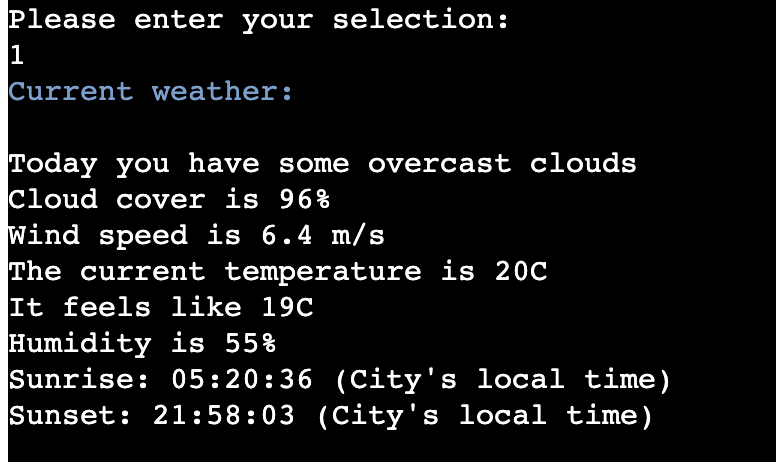 Please enter your selection:
1
Current weather:
Today you have some overcast clouds
Cloud cover is 96%
Wind speed is 6.4 m/s
The current temperature is 20C
It feels like 19C
Humidity is 55%
Sunrise: 05:20:36 (City's local time)
Sunset: 21:58:03 (City's local time)